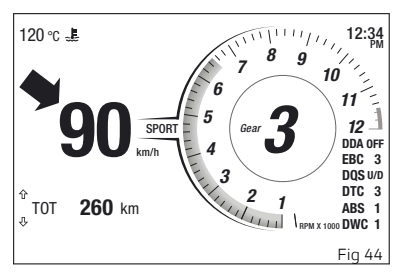 120 °C
12:34
PM
7
8
9
10
11
12
6
5
4
3
2
1
90
km/h
SPORT
Gear
3
RPM X 1000
DDA OFF
EBC 3
DQS U/D
DTC 3
ABS 1
DWC 1
TOT 260 km
Fig 44